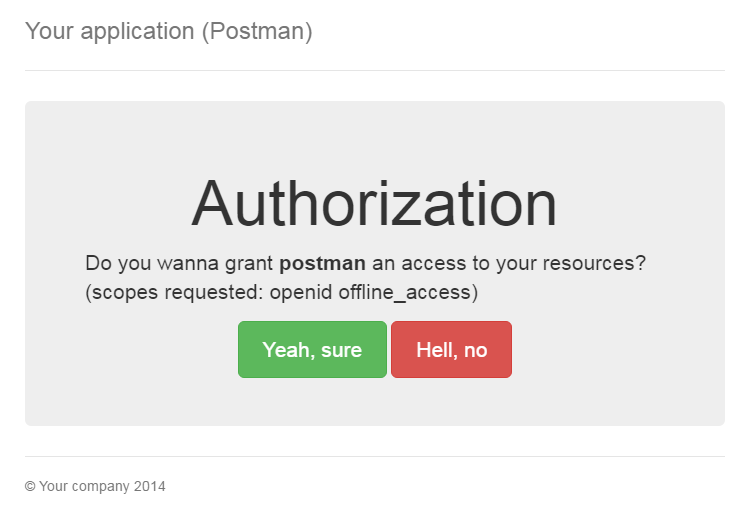 Your application (Postman)
Authorization
Do you wanna grant postman an access to your resources?
(scopes requested: openid offline_access)
Yeah, sure
Hell, no
© Your company 2014